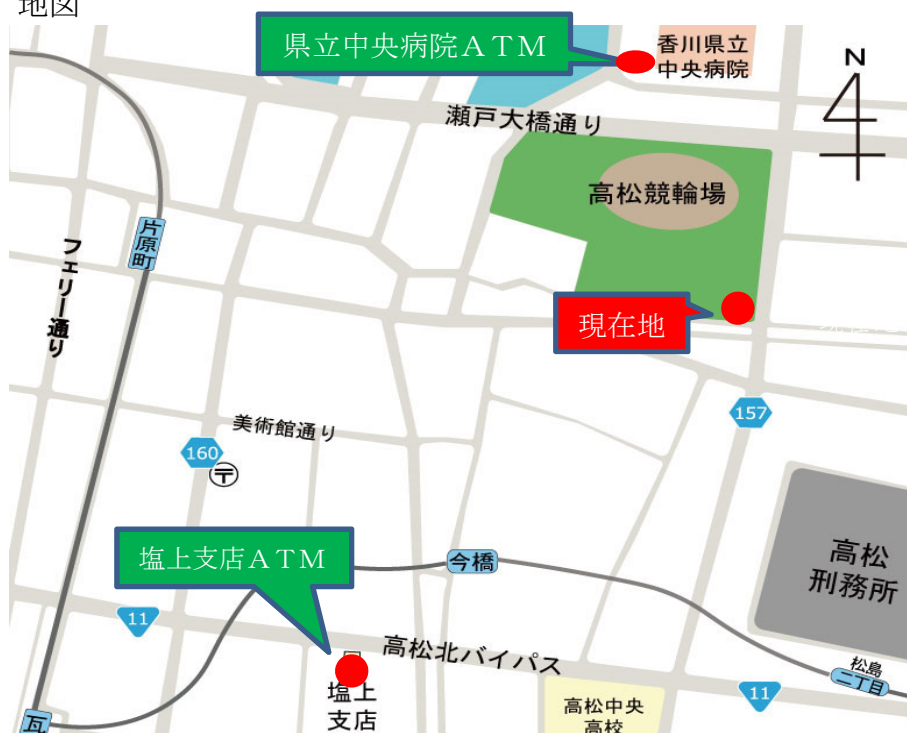 地図
県立中央病院ＡＴＭ
香川県立
中央病院
N
瀬戸大橋通り
高松競輪場
片原町
フェリー通り
現在地
157
美術館通り
160
〒
高松
刑務所
塩上支店ＡＴＭ
今橋
11
高松北バイパス
松島
二丁目
塩上
支店
11
高松中央
高校
瓦